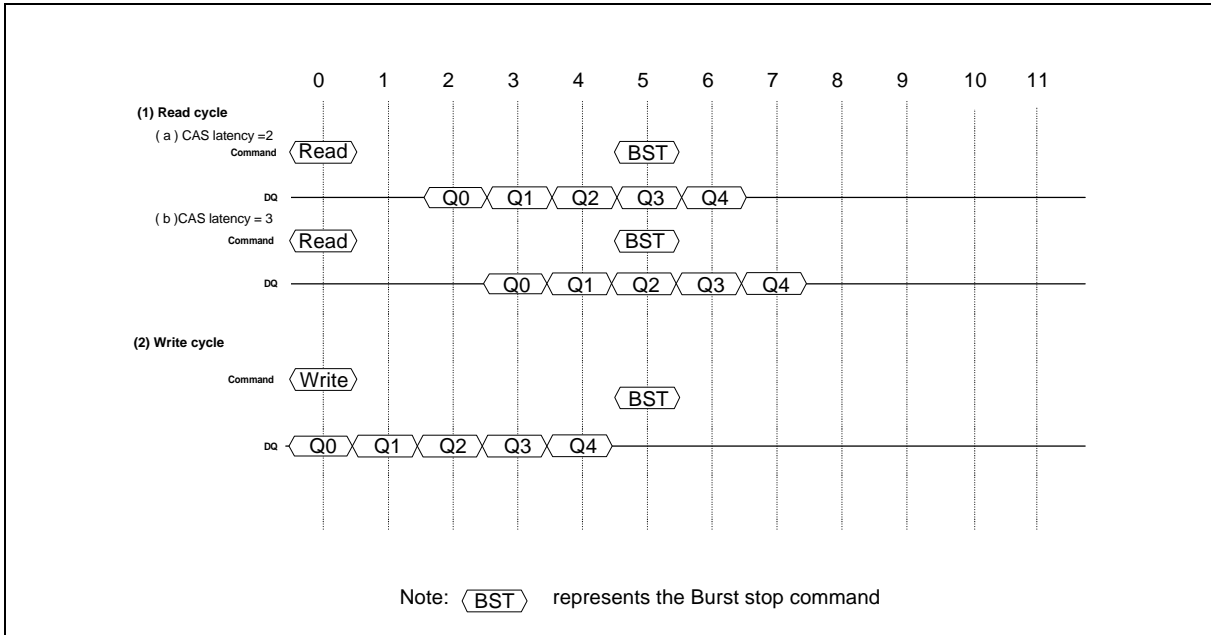 0 1 2 3 4 5 6 7 8 9 10 11
(1) Read cycle
( a ) CAS latency =2
Command Read BST
DQ Q0 Q1 Q2 Q3 Q4
( b )CAS latency = 3
Command Read BST
DQ Q0 Q1 Q2 Q3 Q4
(2) Write cycle
Command Write BST
DQ Q0 Q1 Q2 Q3 Q4
Note: BST represents the Burst stop command